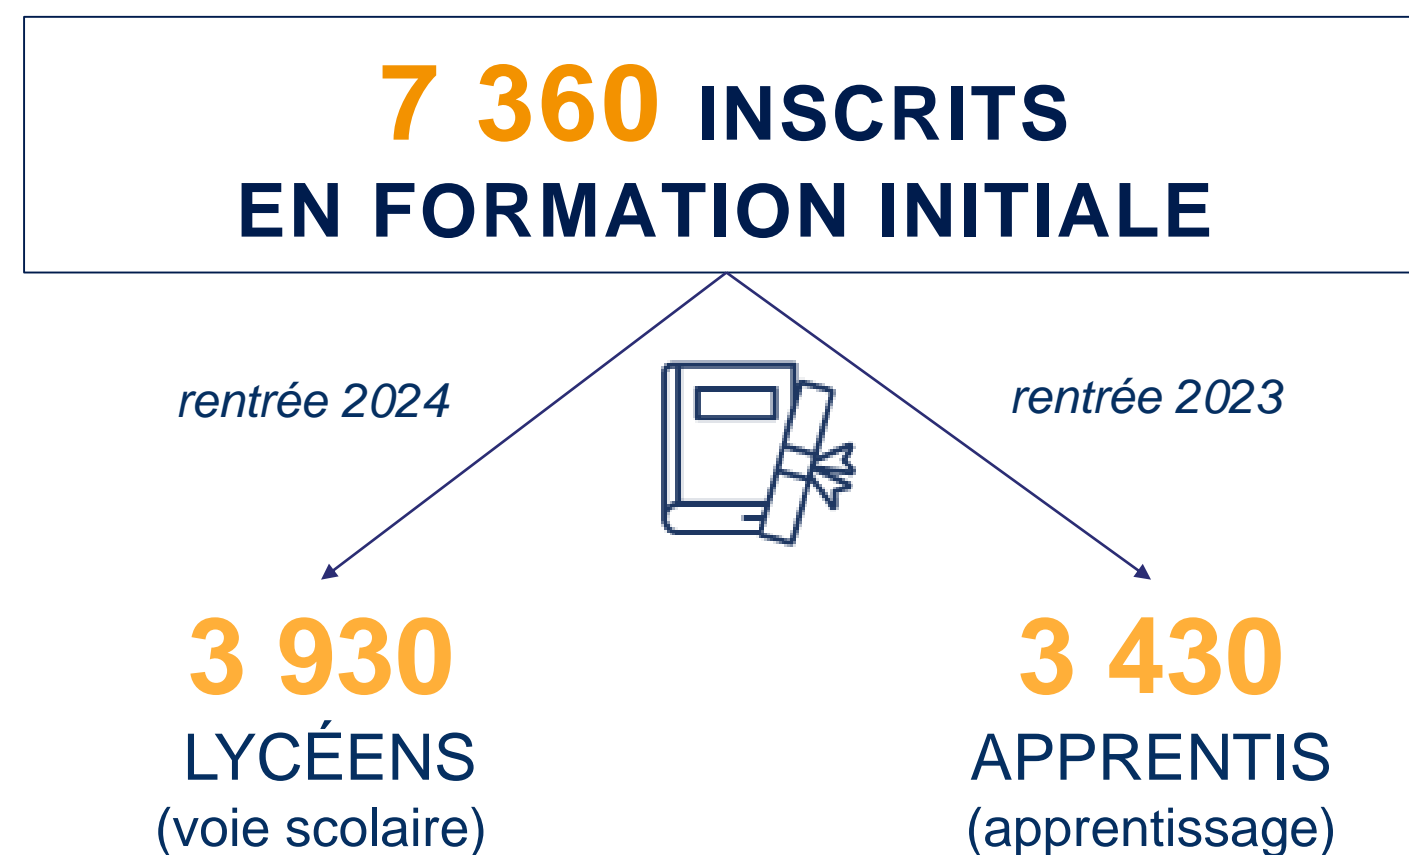 7 360 INSCRITS
EN FORMATION INITIALE
rentrée 2024
rentrée 2023
3 930
LYCÉENS
(voie scolaire)
3 430
APPRENTIS
(apprentissage)